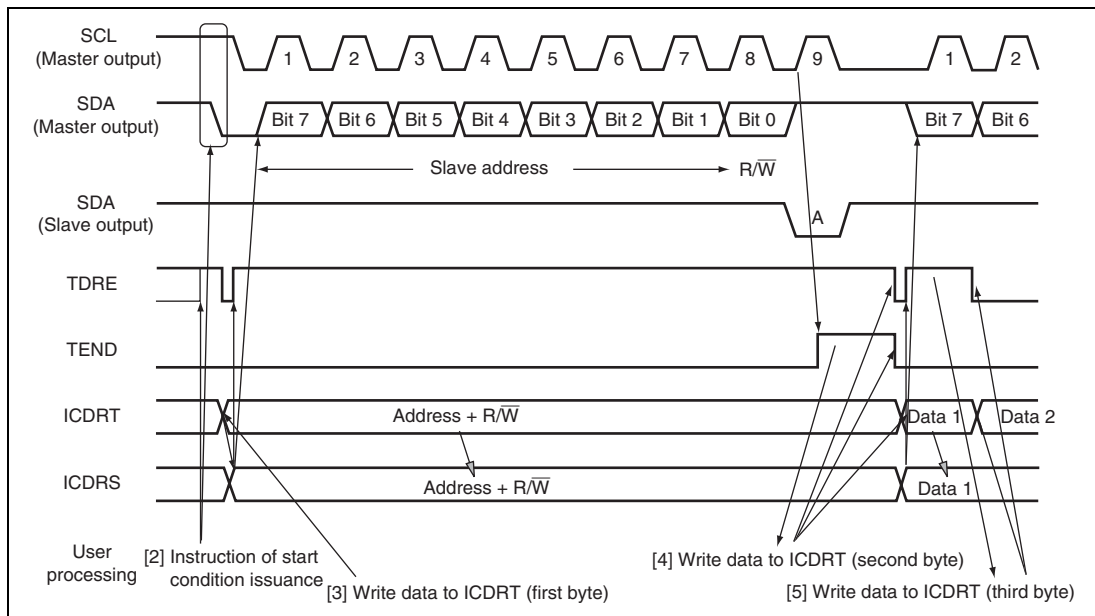 SCL
(Master output)
1 2 3 4 5 6 7 8 9 1 2
SDA
(Master output)
Bit 7 Bit 6 Bit 5 Bit 4 Bit 3 Bit 2 Bit 1 Bit 0 Bit 7 Bit 6
Slave address R/W̅
SDA
(Slave output)
A
TDRE
TEND
ICDRT
Address + R/W̅ Data 1 Data 2
ICDRS
Address + R/W̅ Data 1
User
processing
[2] Instruction of start
condition issuance
[3] Write data to ICDRT (first byte)
[4] Write data to ICDRT (second byte)
[5] Write data to ICDRT (third byte)